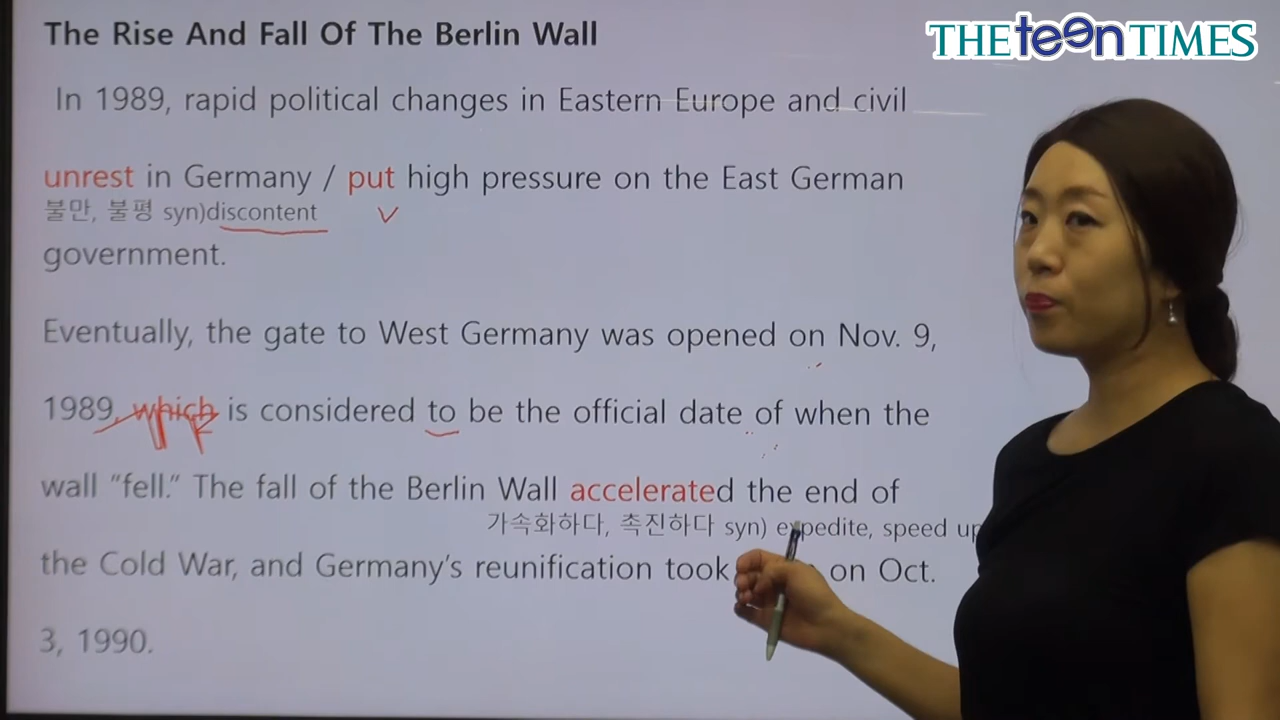 The Rise And Fall Of The Berlin Wall
THE teen TIMES
In 1989, rapid political changes in Eastern Europe and civil
unrest in Germany / put high pressure on the East German
불만, 불평 syn)discontent
government.
Eventually, the gate to West Germany was opened on Nov. 9,
1989, which is considered to be the official date of when the
wall “fell.” The fall of the Berlin Wall accelerated the end of
가속화하다, 촉진하다 syn) expedite, speed up
the Cold War, and Germany’s reunification took on Oct.
3, 1990.